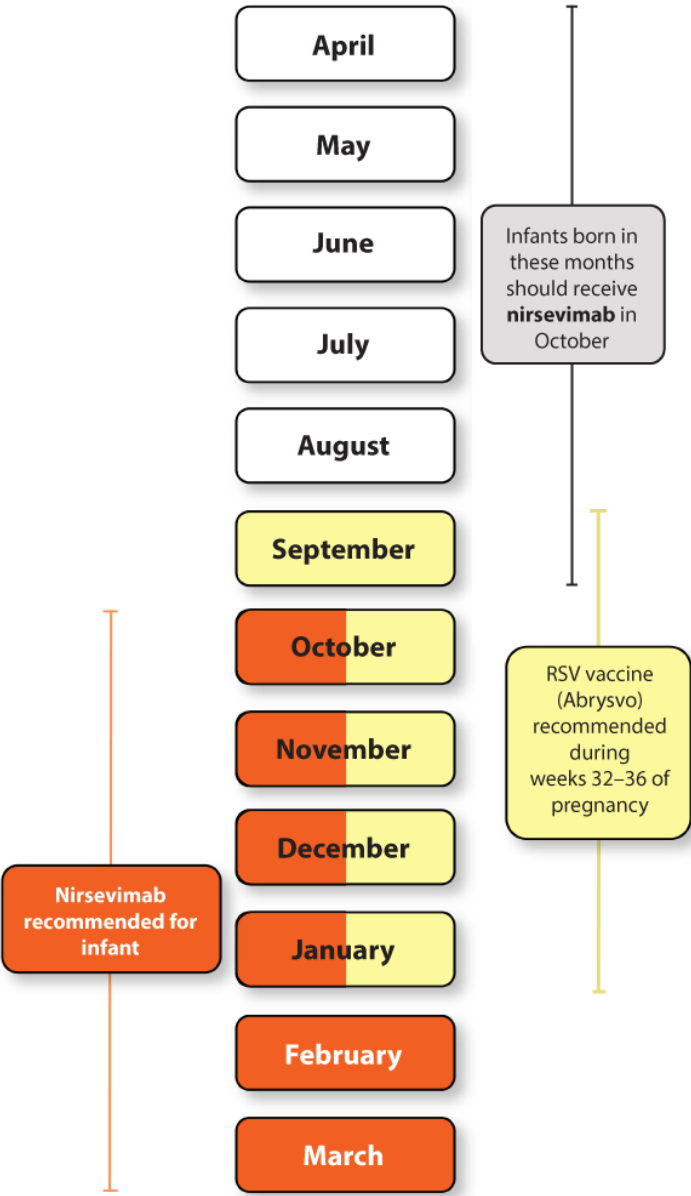 April
May
June
July
August
September
October
November
December
January
February
March
Infants born in
these months
should receive
nirsevimab in
October
RSV vaccine
(Abrysvo)
recommended
during
weeks 32–36 of
pregnancy
Nirsevimab
recommended for
infant